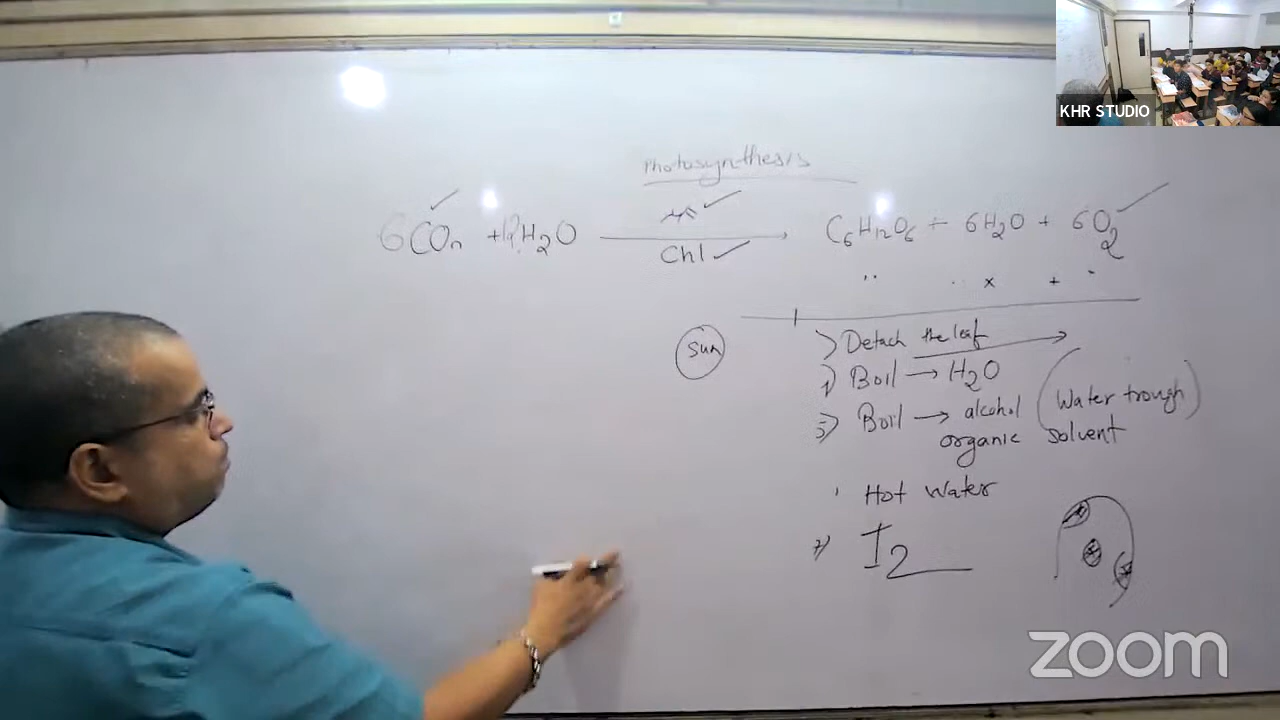 KHR STUDIO
Photosynthesis
6CO2 + 12H2O → C6H12O6 + 6H2O + 6O2
Chl
Sun
Detach the leaf
Boil → H2O
Boil → alcohol (Water trough)
organic solvent
Hot Water
I2
zoom